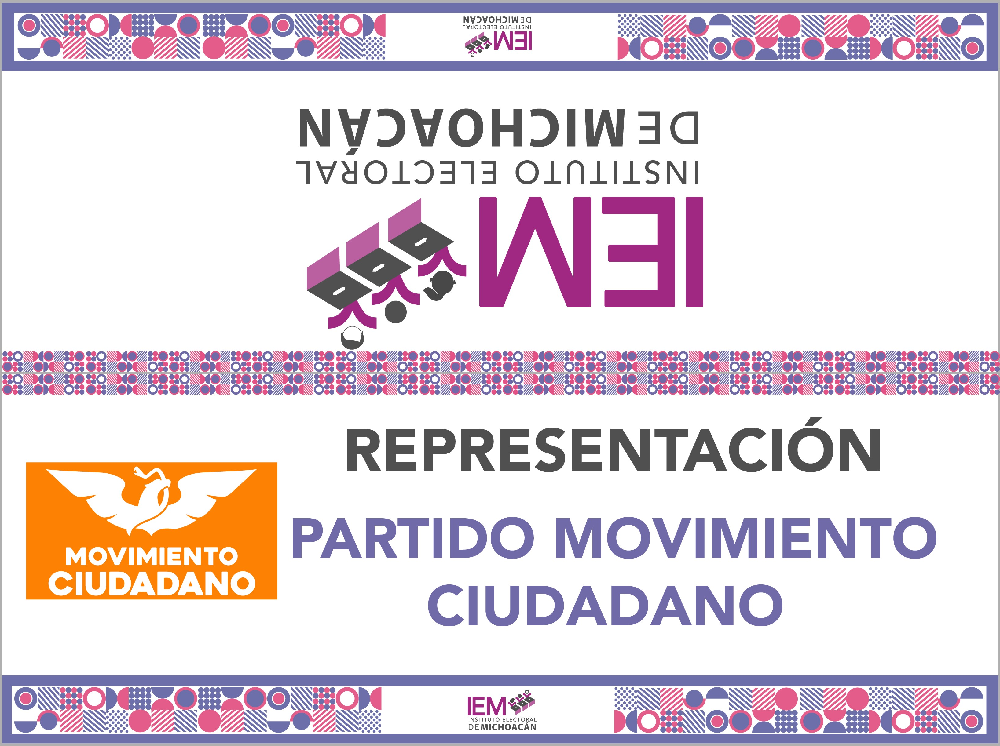 IEM
INSTITUTO ELECTORAL
DE MICHOACÁN
IEM
INSTITUTO ELECTORAL
DE MICHOACÁN
REPRESENTACIÓN
PARTIDO MOVIMIENTO
CIUDADANO
MOVIMIENTO
CIUDADANO
IEM
INSTITUTO ELECTORAL
DE MICHOACÁN